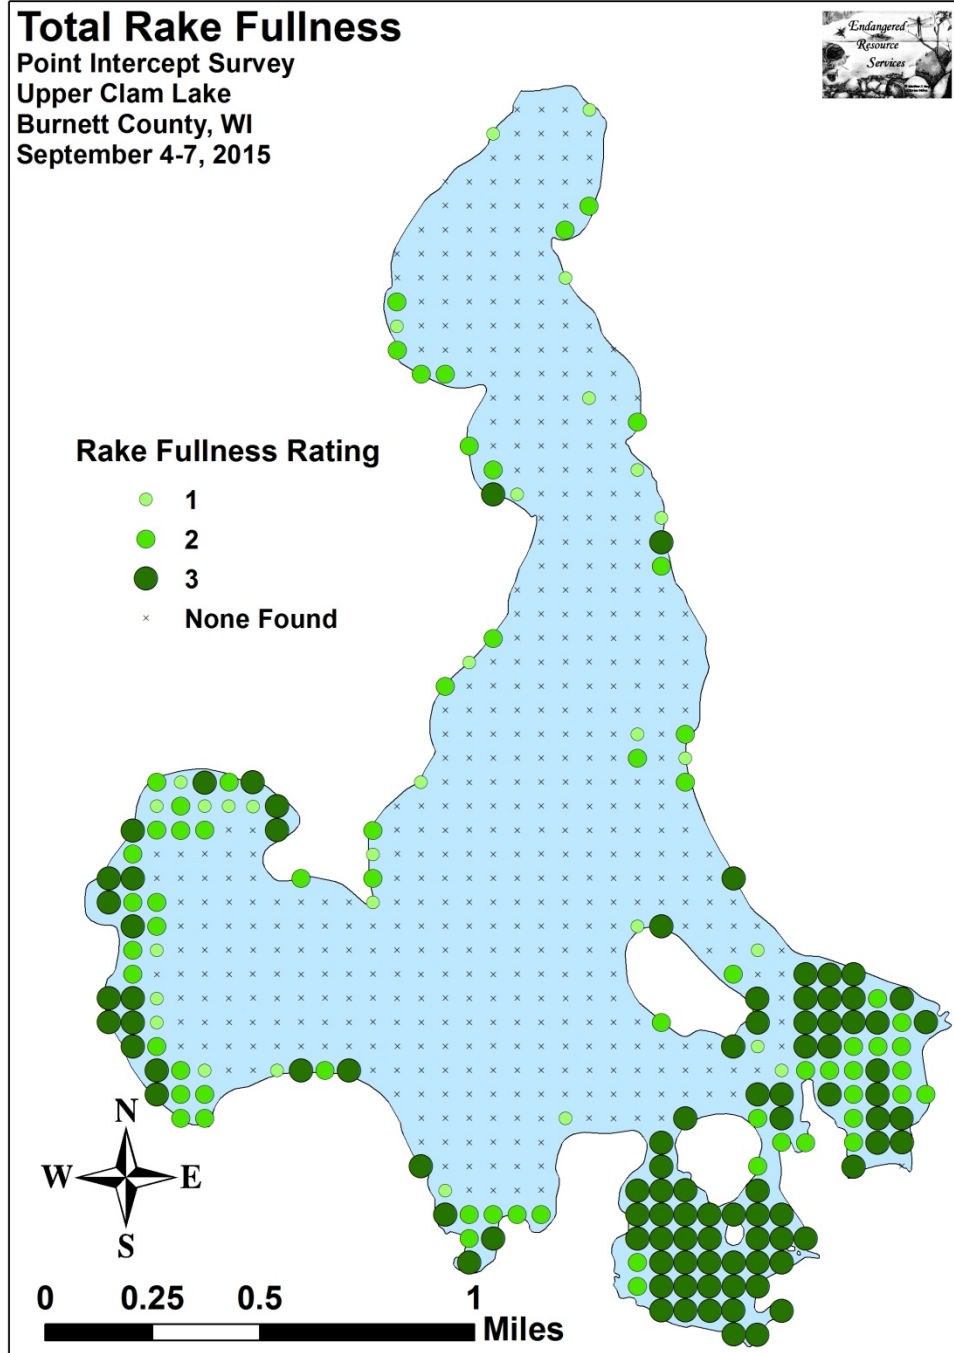 Total Rake Fullness
Point Intercept Survey
Upper Clam Lake
Burnett County, WI
September 4-7, 2015
Endangered
Resource
Services
Rake Fullness Rating
1
2
3
None Found
N
W E
S
0 0.25 0.5 1
Miles